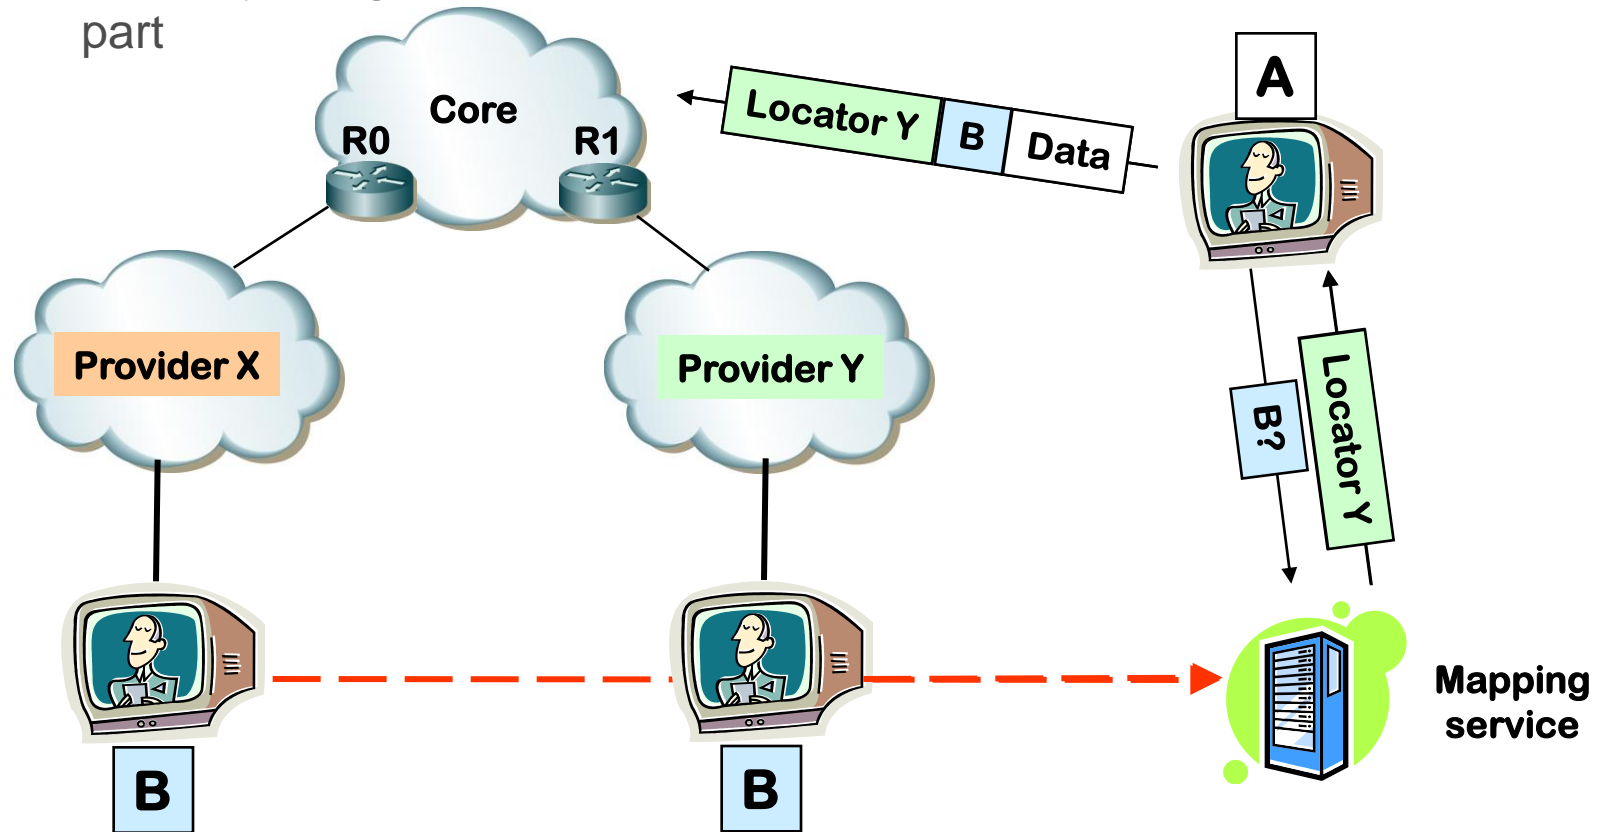 part
Core
R0
R1
Locator Y
B
Data
A
Provider X
Provider Y
B?
Locator Y
Mapping
service
B
B